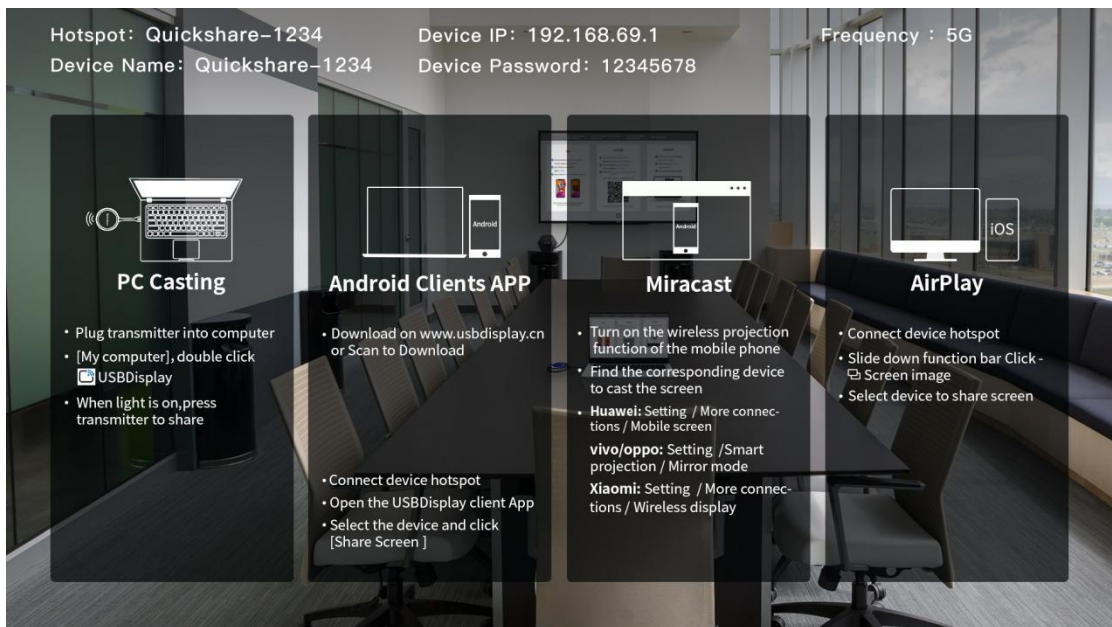 Hotspot: Quickshare-1234
Device IP: 192.168.69.1
Frequency : 5G
Device Name: Quickshare-1234
Device Password: 12345678
PC Casting
• Plug transmitter into computer
• [My computer], double click
USBDisplay
• When light is on,press
transmitter to share
Android
Android Clients APP
• Download on www.usbdisplay.cn
or Scan to Download
• Connect device hotspot
• Open the USBDisplay client App
• Select the device and click
[Share Screen ]
Android
Miracast
• Turn on the wireless projection
function of the mobile phone
• Find the corresponding device
to cast the screen
• Huawei: Setting / More connec-
tions / Mobile screen
vivo/oppo: Setting /Smart
projection / Mirror mode
Xiaomi: Setting / More connec-
tions / Wireless display
iOS
AirPlay
• Connect device hotspot
• Slide down function bar Click -
Screen image
• Select device to share screen